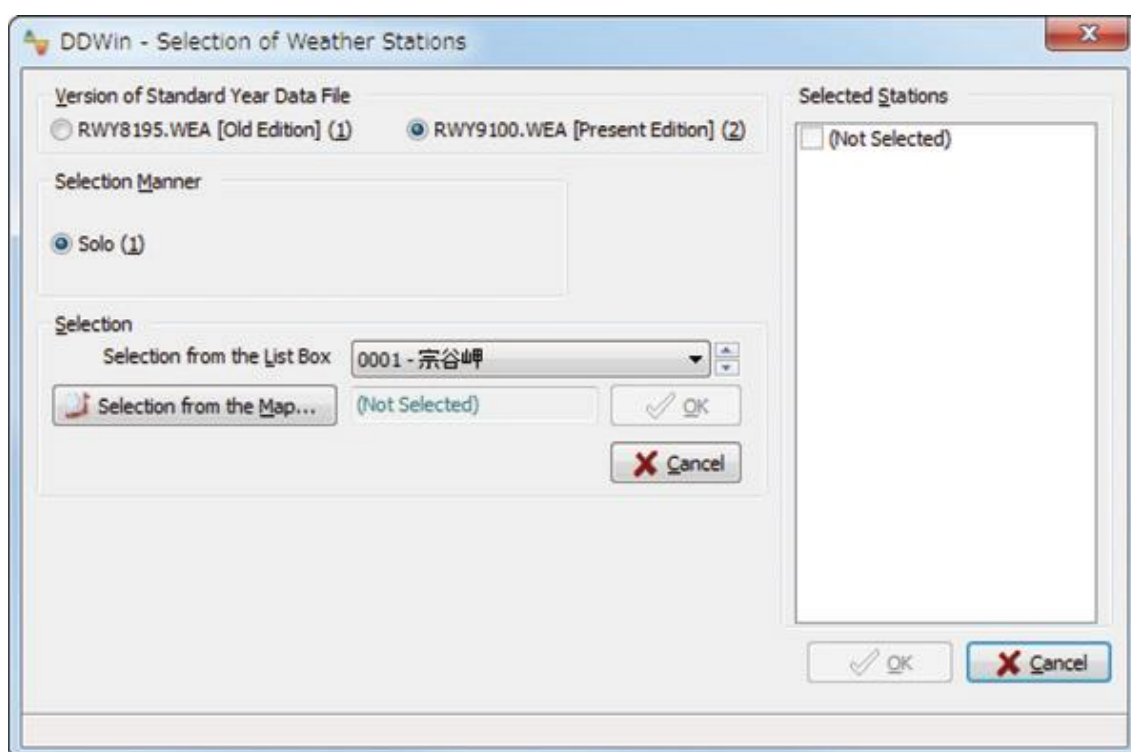 DDWin - Selection of Weather Stations
Version of Standard Year Data File
RWY8195.WEA [Old Edition] (1)
RWY9100.WEA [Present Edition] (2)
Selection Manner
Solo (1)
Selection
Selection from the List Box
0001 - 宗谷岬
Selection from the Map...
(Not Selected)
OK
Cancel
Selected Stations
(Not Selected)
OK
Cancel